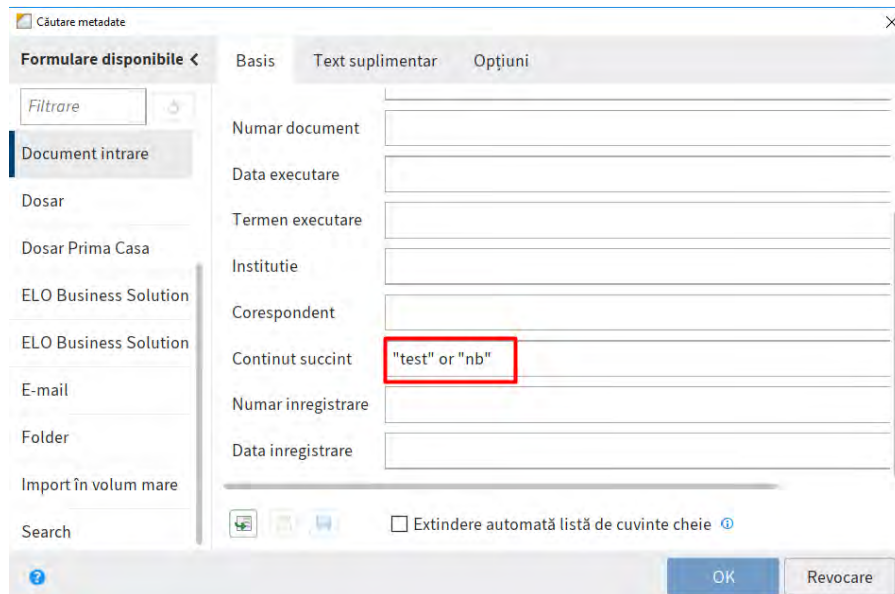 Căutare metadate
Formulare disponibile <
Filtrare
Document intrare
Dosar
Dosar Prima Casa
ELO Business Solution
ELO Business Solution
E-mail
Folder
Import în volum mare
Search
Basis Text suplimentar Opțiuni
Numar document
Data executare
Termen executare
Institutie
Corespondent
Continut succint "test" or "nb"
Numar inregistrare
Data inregistrare
Extindere automată listă de cuvinte cheie
OK Revocare